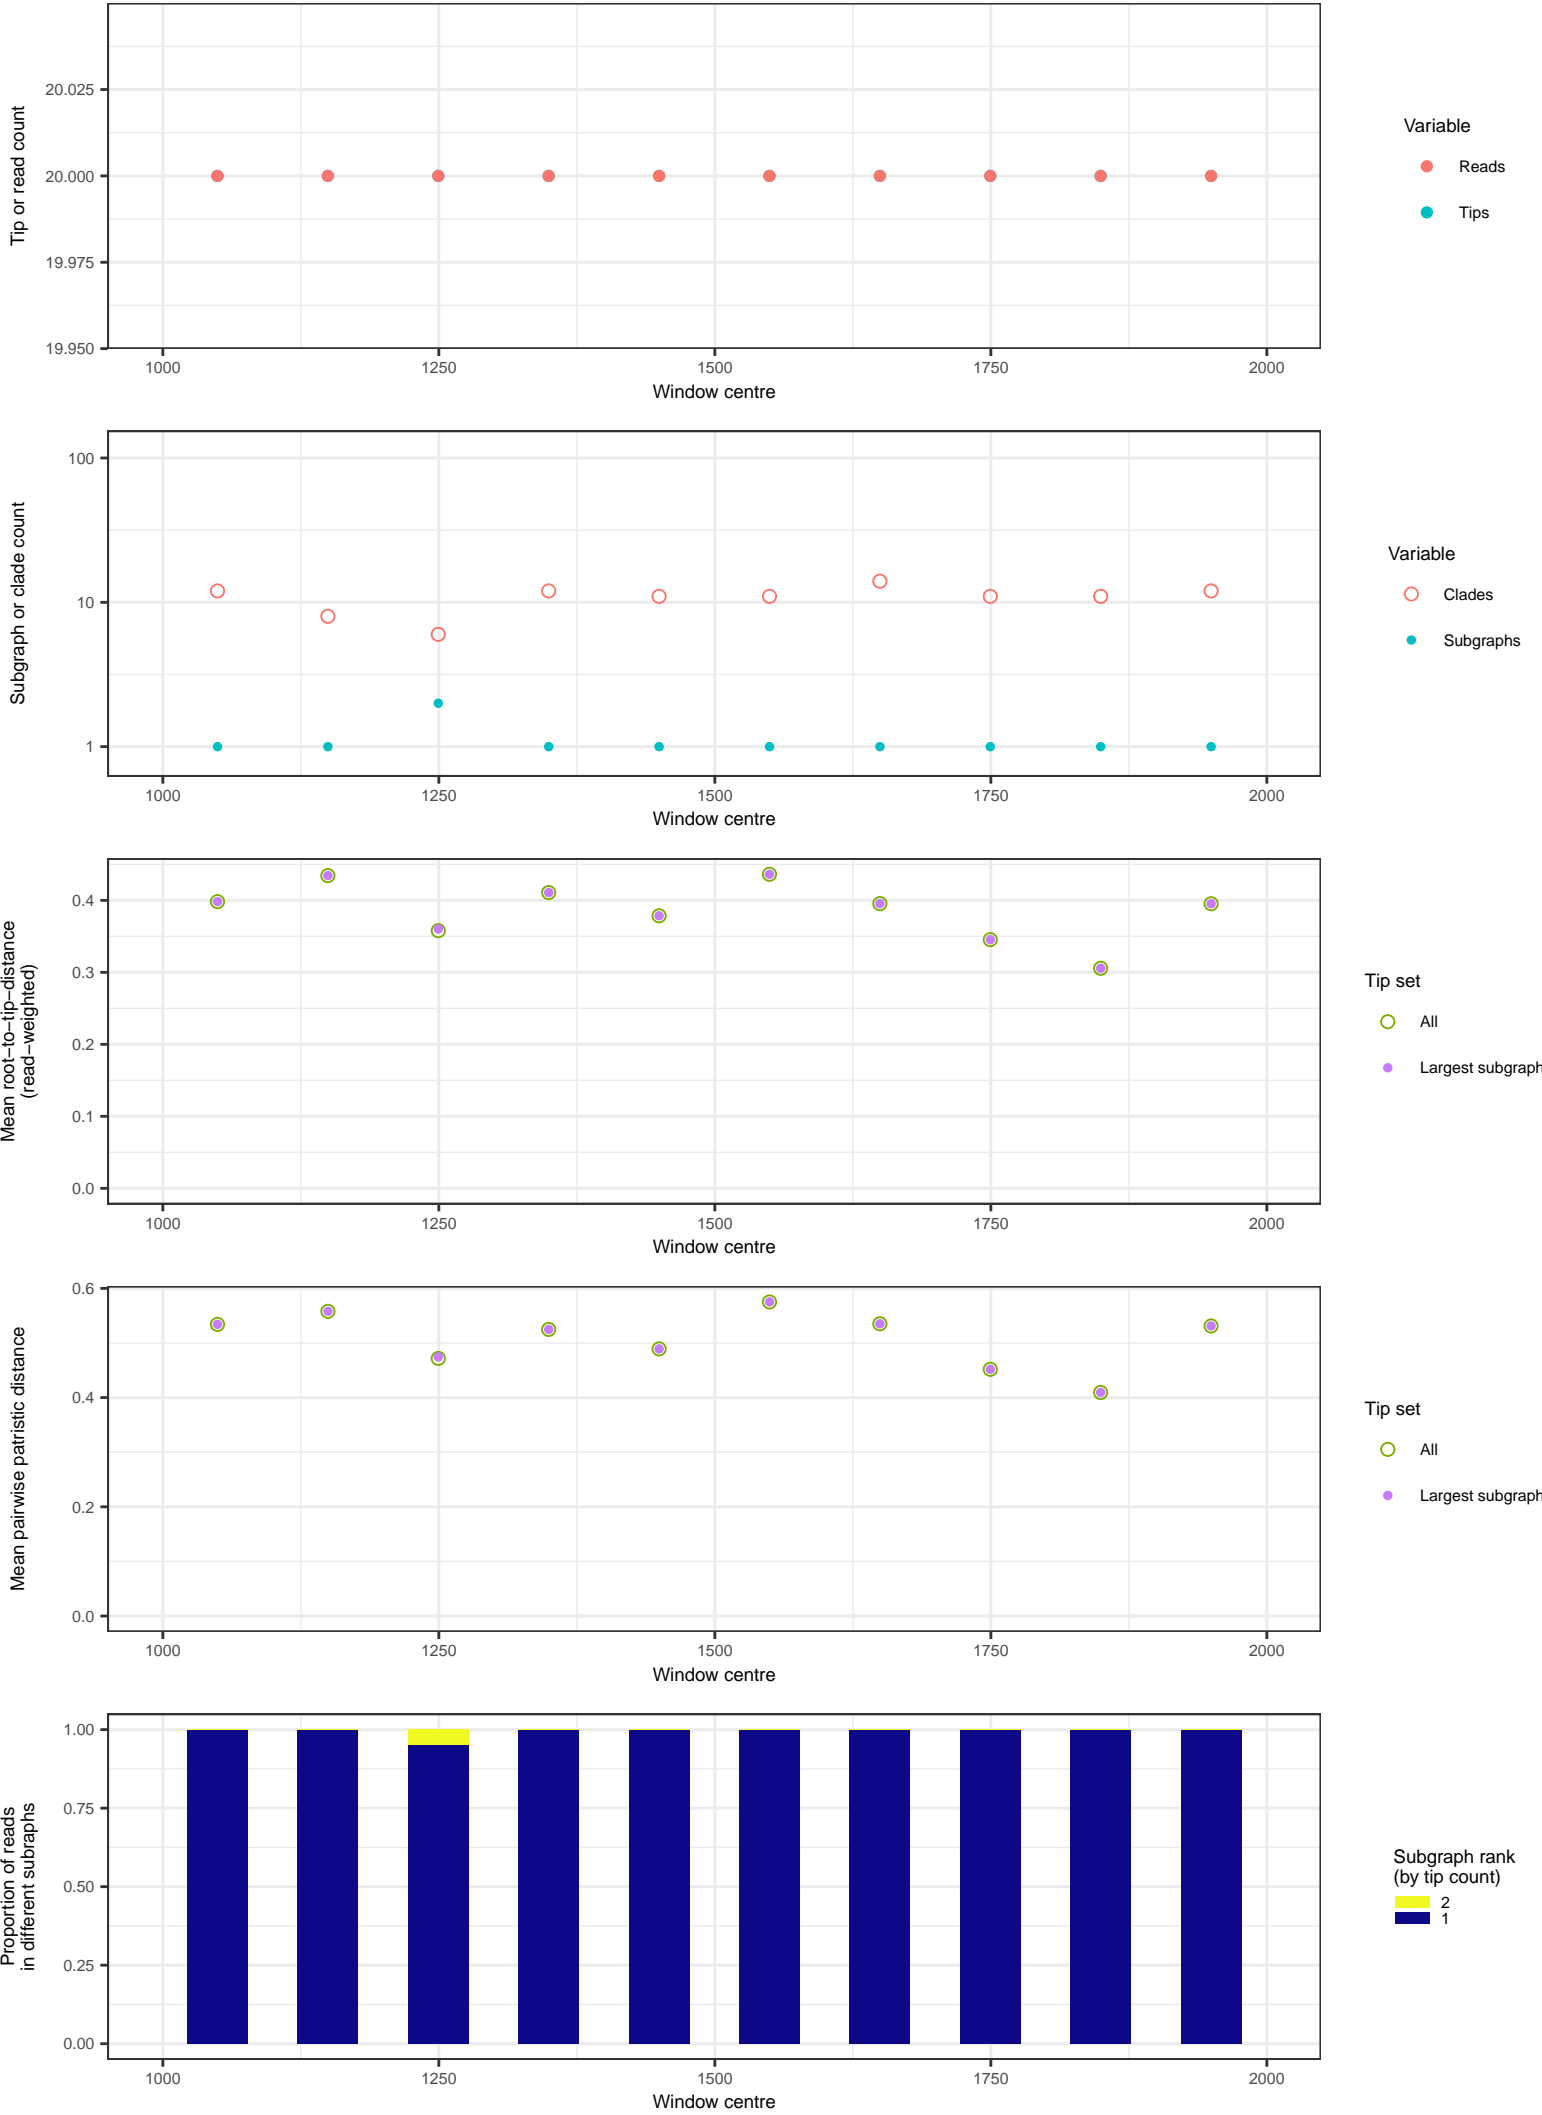 Tip or read count
20.025
20.000
19.975
19.950
1000 1250 1500 1750 2000
Window centre
Variable
Reads
Tips
Subgraph or clade count
100
10
1
1000 1250 1500 1750 2000
Window centre
Variable
Clades
Subgraphs
Mean root−to−tip−distance
(read−weighted)
0.4
0.3
0.2
0.1
0.0
1000 1250 1500 1750 2000
Window centre
Tip set
All
Largest subgraph
Mean pairwise patristic distance
0.6
0.4
0.2
0.0
1000 1250 1500 1750 2000
Window centre
Tip set
All
Largest subgraph
Proportion of reads
in different subraphs
1.00
0.75
0.50
0.25
0.00
1000 1250 1500 1750 2000
Window centre
Subgraph rank
(by tip count)
2
1